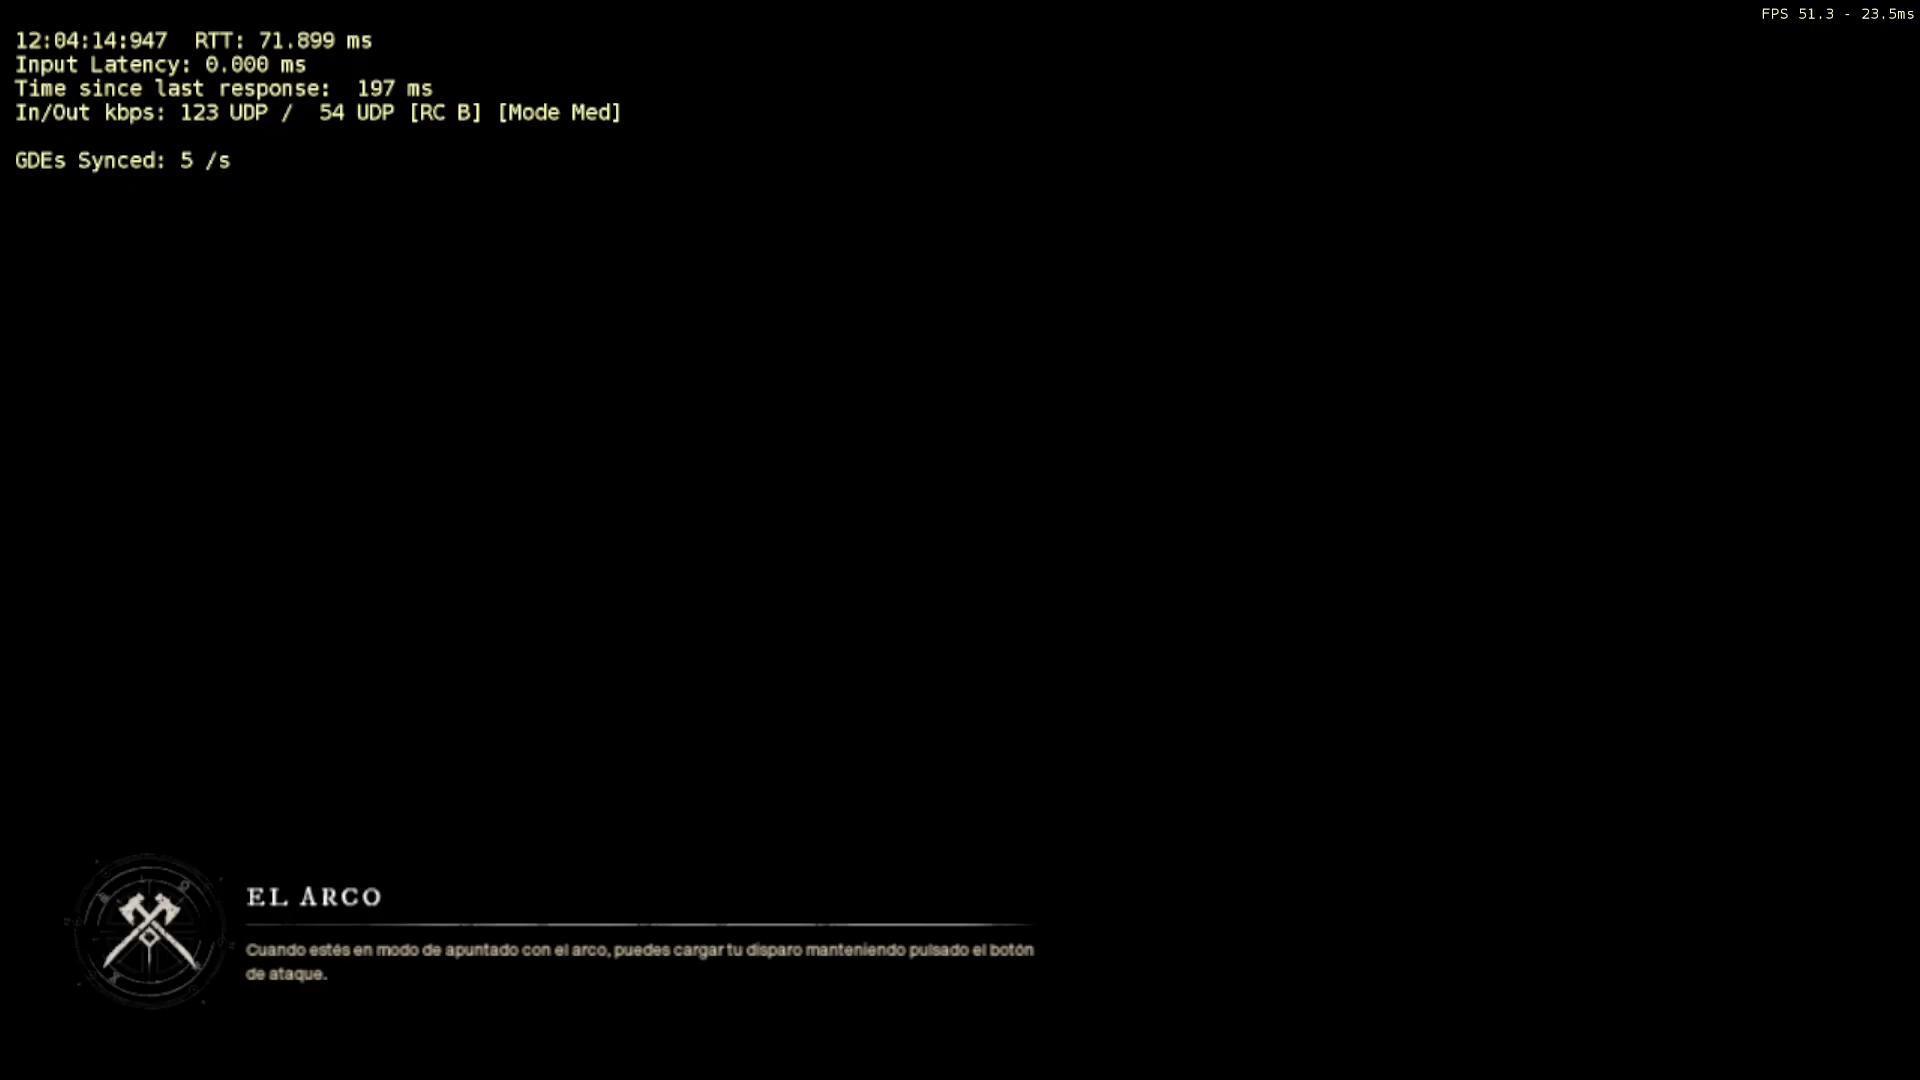 FPS 51.3 - 23.5ms
12:04:14:947 RTT: 71.899 ms
Input Latency: 0.000 ms
Time since last response: 197 ms
In/Out kbps: 123 UDP / 54 UDP [RC B] [Mode Med]
GDEs Synced: 5 /s
EL ARCO
Cuando estés en modo de apuntado con el arco, puedes cargar tu disparo manteniendo pulsado el botón
de ataque.